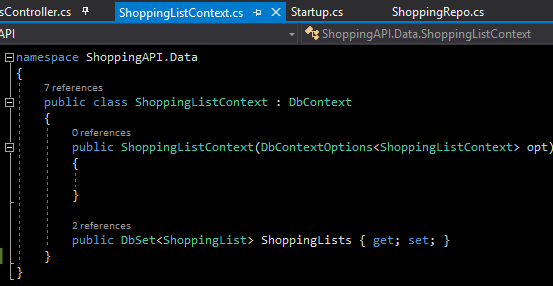 sController.cs ShoppingListContext.cs Startup.cs ShoppingRepo.cs
API ShoppingAPI.Data.ShoppingListContext
namespace ShoppingAPI.Data
{
7 references
public class ShoppingListContext : DbContext
{
0 references
public ShoppingListContext(DbContextOptions<ShoppingListContext> opt)
{
}
2 references
public DbSet<ShoppingList> ShoppingLists { get; set; }
}
}